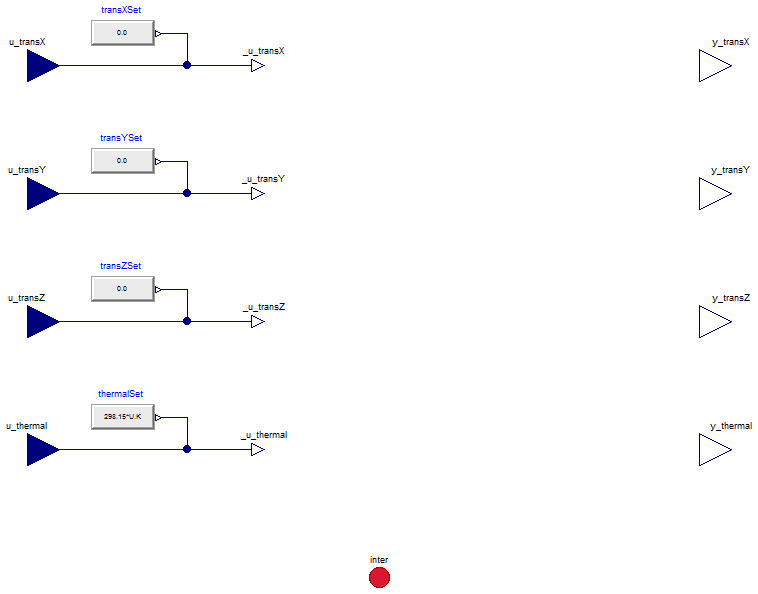 transXSet
0.0
u_transX
_u_transX
y_transX
transYSet
0.0
u_transY
_u_transY
y_transY
transZSet
0.0
u_transZ
_u_transZ
y_transZ
thermalSet
298.15*U.K
u_thermal
_u_thermal
y_thermal
inter